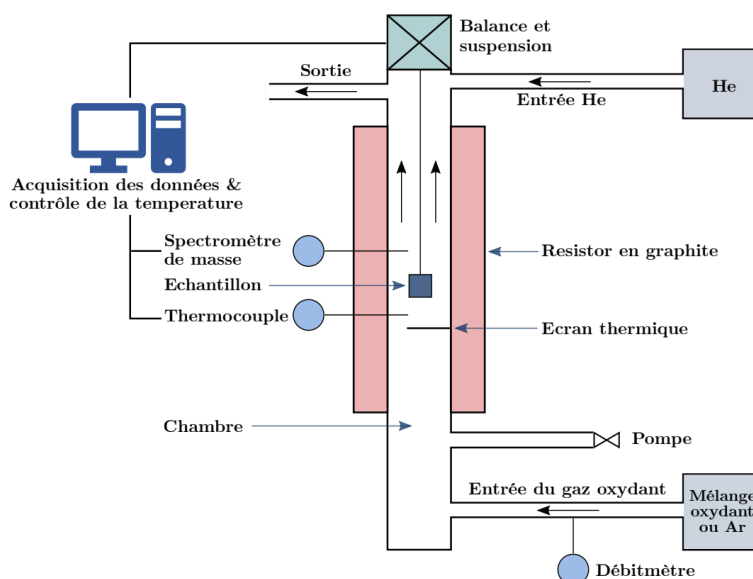 Balance et
suspension
Sortie
Entrée He
He
Acquisition des données &
contrôle de la temperature
Spectromètre
de masse
Resistor en graphite
Echantillon
Thermocouple
Ecran thermique
Chambre
Pompe
Entrée du gaz oxydant
Mélange
oxydant
ou Ar
Débitmètre